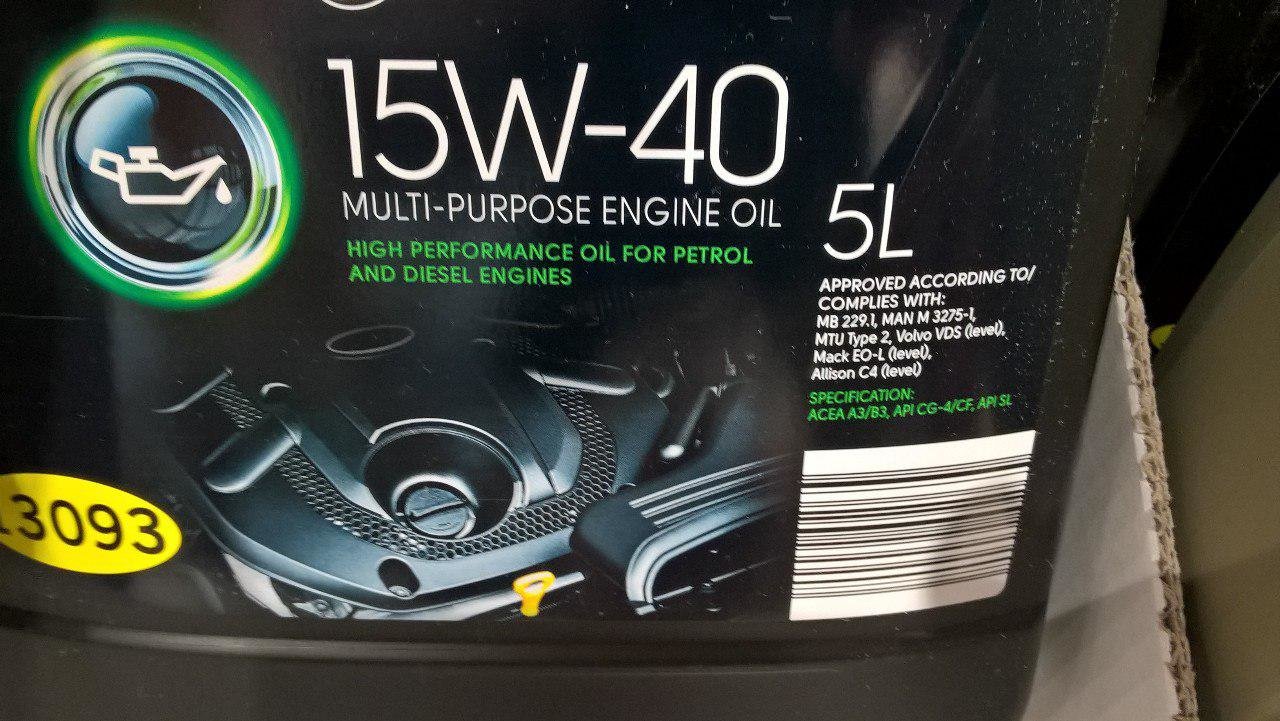 15W-40
MULTI-PURPOSE ENGINE OIL
HIGH PERFORMANCE OIL FOR PETROL
AND DIESEL ENGINES
5L
APPROVED ACCORDING TO/
COMPLIES WITH:
MB 229.1, MAN M 3275-1,
MTU Type 2, Volvo VDS (level),
Mack EO-L (level),
Allison C4 (level)
SPECIFICATION:
ACEA A3/B3, API CG-4/CF, API SL
13093